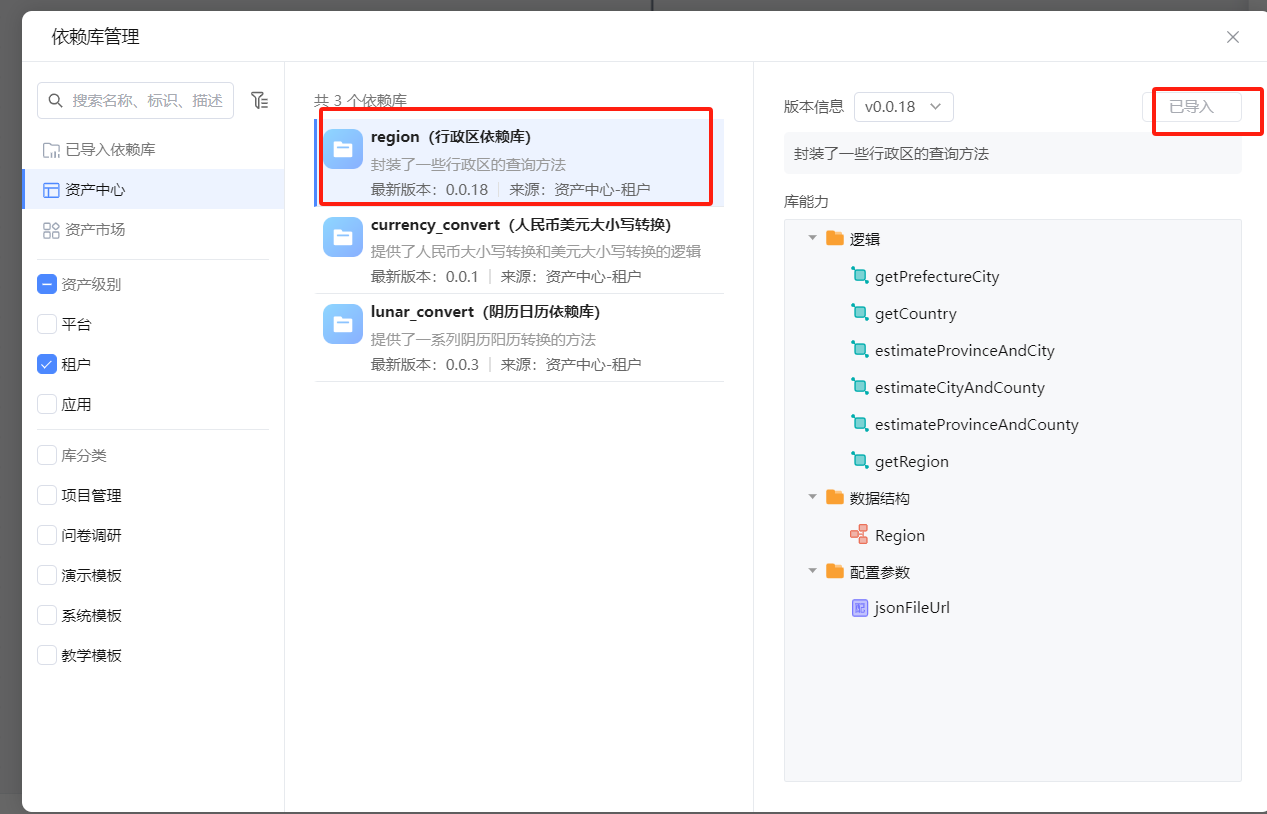 依赖库管理
搜索名称、标识、描述
已导入依赖库
资产中心
资产市场
资产级别
平台
租户
应用
库分类
项目管理
问卷调研
演示模板
系统模板
教学模板
共 3 个依赖库
region（行政区依赖库）
封装了一些行政区的查询方法
最新版本：0.0.18 来源：资产中心-租户
currency_convert（人民币美元大小写转换）
提供了人民币大小写转换和美元大小写转换的逻辑
最新版本：0.0.1 来源：资产中心-租户
lunar_convert（阴历日历依赖库）
提供了一系列阴历阳历转换的方法
最新版本：0.0.3 来源：资产中心-租户
版本信息 v0.0.18 已导入
封装了一些行政区的查询方法
库能力
逻辑
getPrefectureCity
getCountry
estimateProvinceAndCity
estimateCityAndCounty
estimateProvinceAndCounty
getRegion
数据结构
Region
配置参数
配 jsonFileUrl